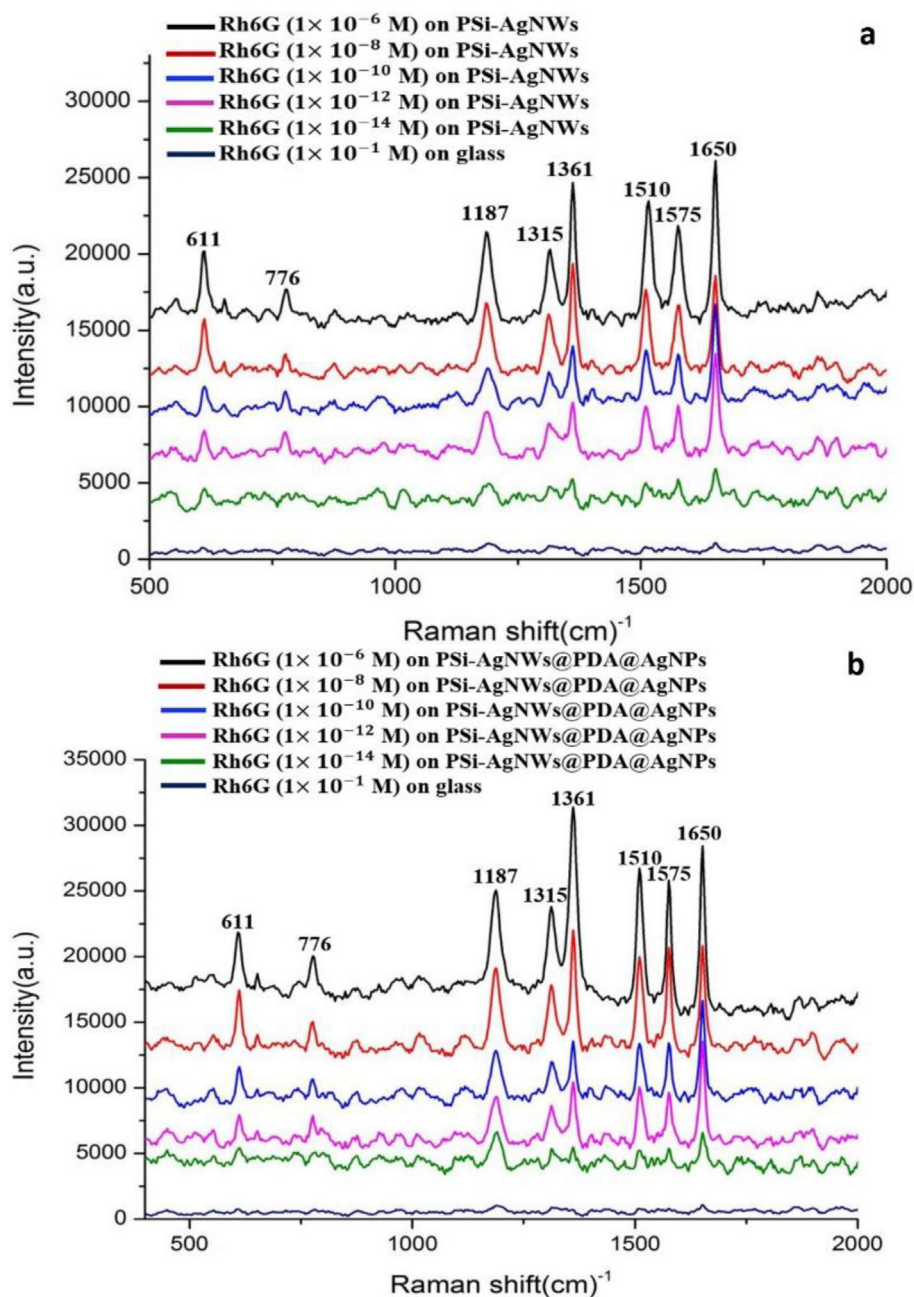 Rh6G (1× 10⁻⁶ M) on PSi-AgNWs
a
Rh6G (1× 10⁻⁸ M) on PSi-AgNWs
Rh6G (1× 10⁻¹⁰ M) on PSi-AgNWs
Rh6G (1× 10⁻¹² M) on PSi-AgNWs
Rh6G (1× 10⁻¹⁴ M) on PSi-AgNWs
Rh6G (1× 10⁻¹ M) on glass
30000
25000
20000
15000
10000
5000
0
Intensity(a.u.)
611
776
1187
1315
1361
1510
1575
1650
500
1000
1500
2000
Raman shift(cm)⁻¹
Rh6G (1× 10⁻⁶ M) on PSi-AgNWs@PDA@AgNPs
b
Rh6G (1× 10⁻⁸ M) on PSi-AgNWs@PDA@AgNPs
Rh6G (1× 10⁻¹⁰ M) on PSi-AgNWs@PDA@AgNPs
Rh6G (1× 10⁻¹² M) on PSi-AgNWs@PDA@AgNPs
Rh6G (1× 10⁻¹⁴ M) on PSi-AgNWs@PDA@AgNPs
Rh6G (1× 10⁻¹ M) on glass
35000
30000
25000
20000
15000
10000
5000
0
Intensity(a.u.)
611
776
1187
1315
1361
1510
1575
1650
500
1000
1500
2000
Raman shift(cm)⁻¹